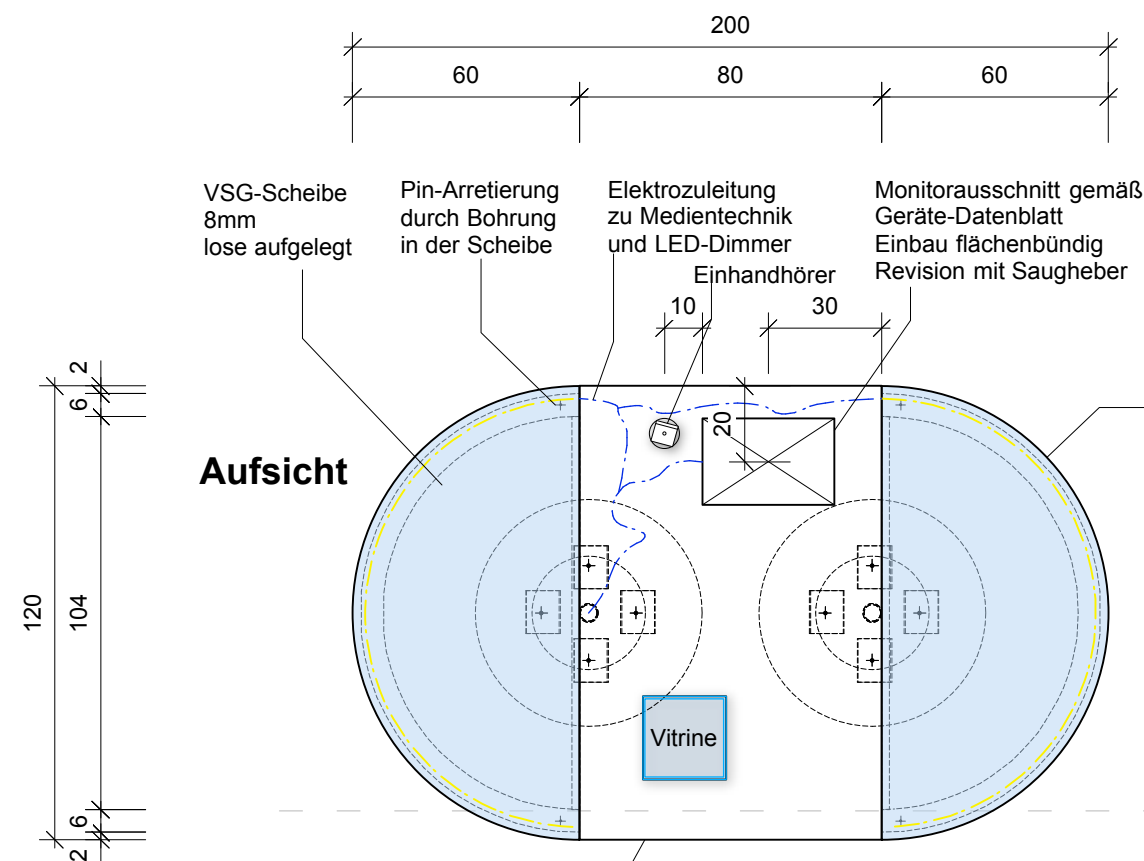 200
60
80
60
VSG-Scheibe
8mm
lose aufgelegt
Pin-Arretierung
durch Bohrung
in der Scheibe
Elektrozuleitung
zu Medientechnik
und LED-Dimmer
Einhandhörer
Monitorausschnitt gemäß
Geräte-Datenblatt
Einbau flächenbündig
Revision mit Saugheber
10
30
2
6
20
Aufsicht
120
104
Vitrine
6
2